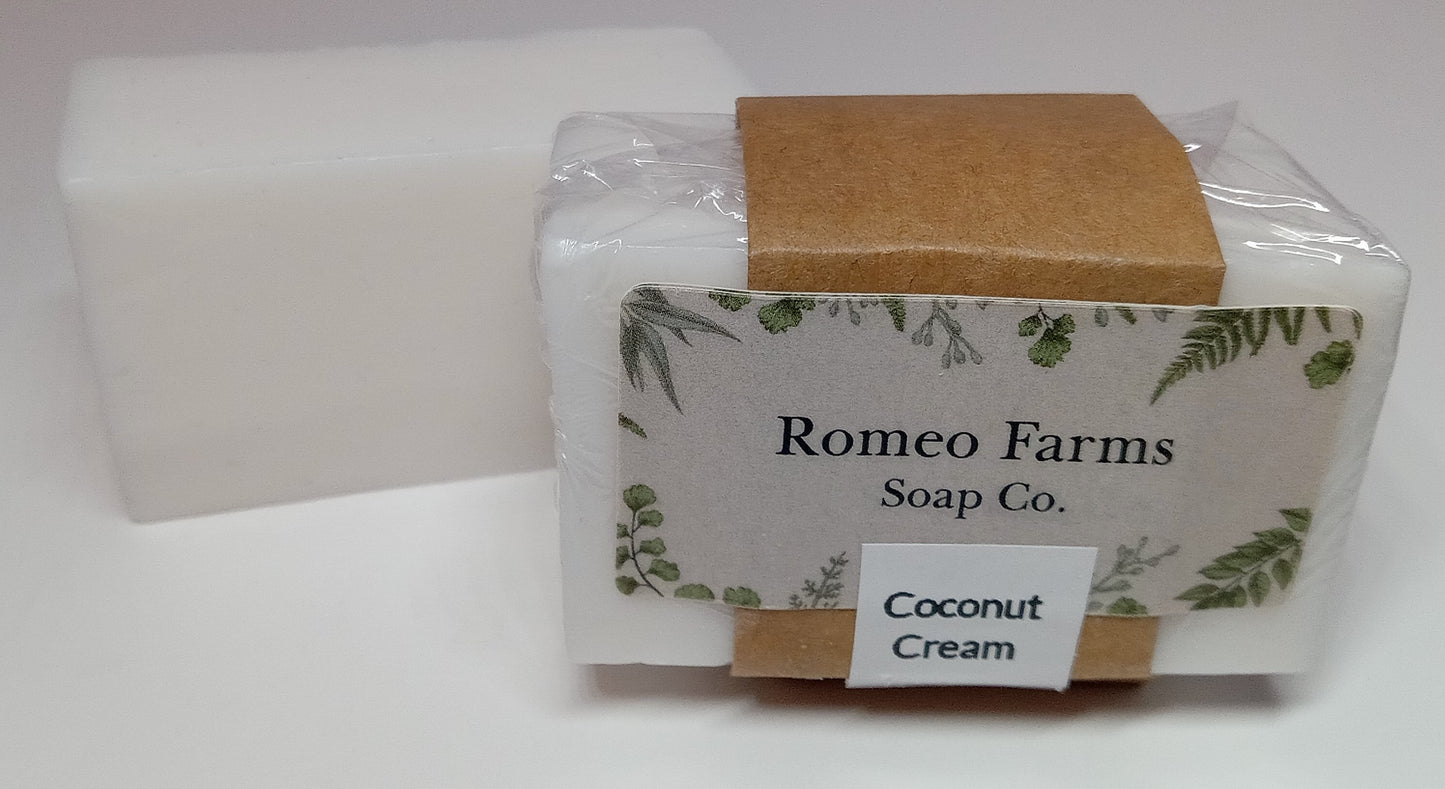 Romeo Farms
Soap Co.
Coconut
Cream